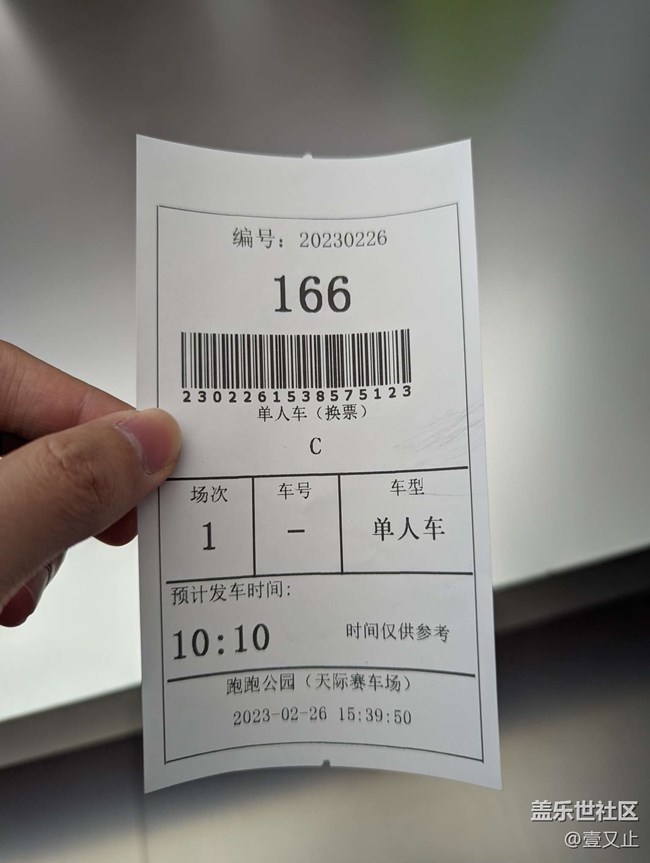 编号: 20230226
166
2302261538575123
单人车(换票)
C
场次 车号 车型
1 — 单人车
预计发车时间:
10:10 时间仅供参考
跑跑公园(天际赛车场)
2023-02-26 15:39:50
盖乐世社区
@壹又止